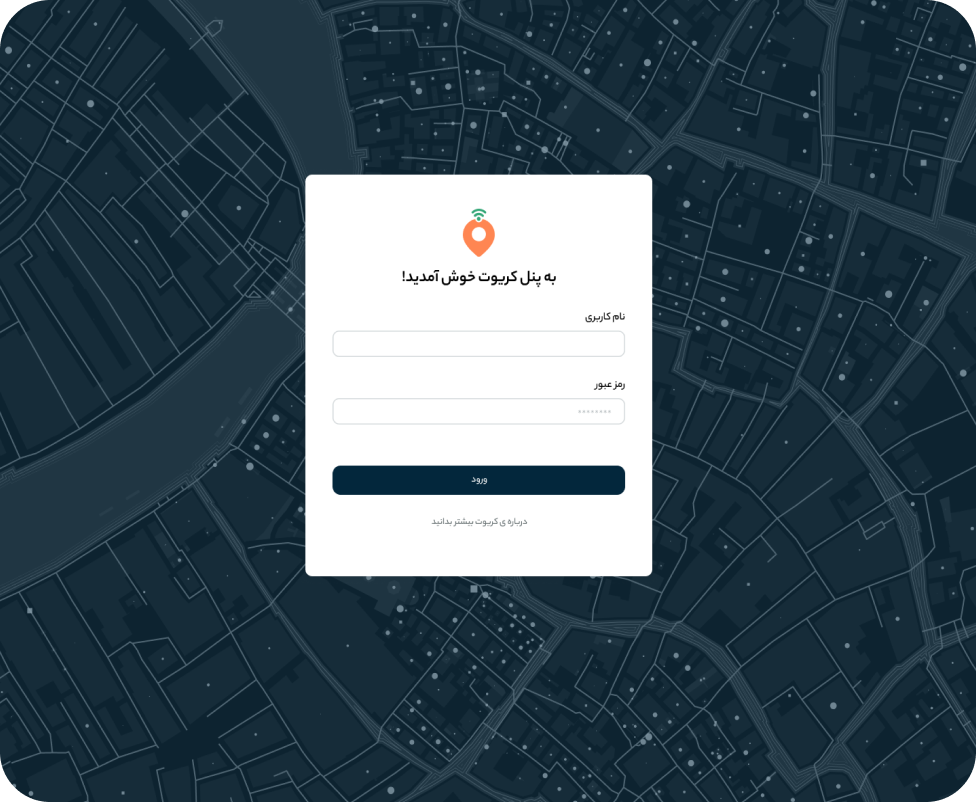 به پنل کریوت خوش آمدید!
نام کاربری
رمز عبور
********
ورود
درباره ی کریوت بیشتر بدانید